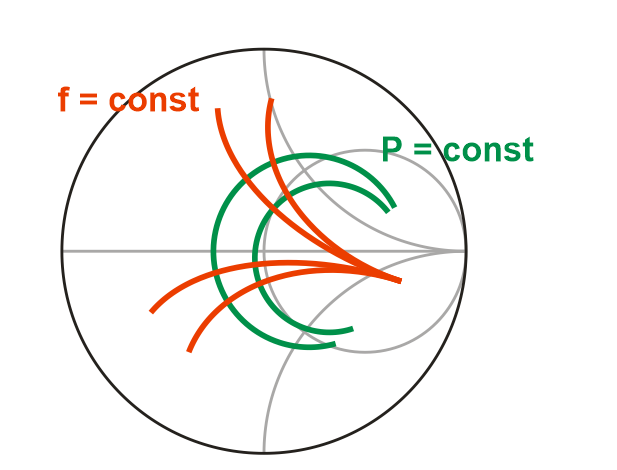 f = const
P = const